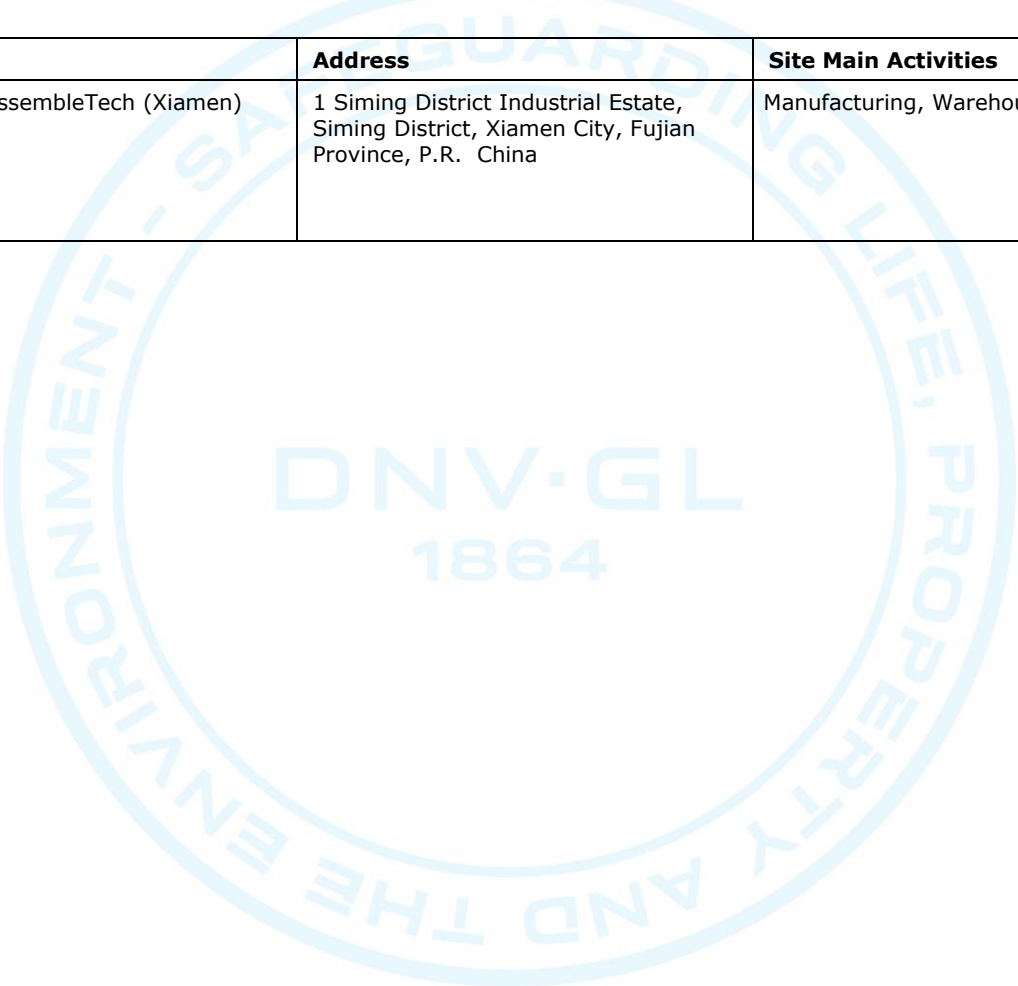 Address
Site Main Activities
ssembleTech (Xiamen)
1 Siming District Industrial Estate,
Siming District, Xiamen City, Fujian
Province, P.R.  China
Manufacturing, Warehou
SAFEGUARDING LIFE, PROPERTY AND THE ENVIRONMENT -
DNV·GL
1864